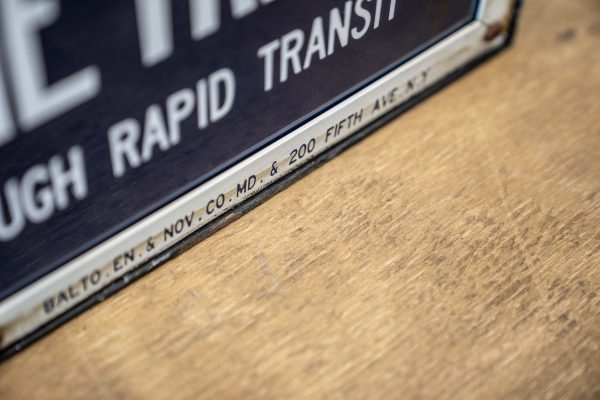 UGH RAPID TRANSIT
BALTO. EN. & NOV. CO. MD. & 200 FIFTH AVE. N Y